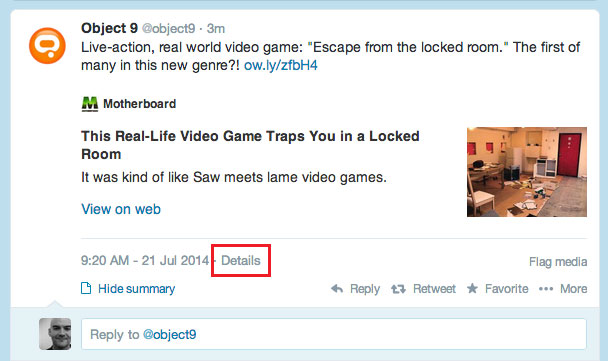 Object 9 @object9 · 3m
Live-action, real world video game: "Escape from the locked room." The first of
many in this new genre?! ow.ly/zfbH4
Motherboard
This Real-Life Video Game Traps You in a Locked
Room
It was kind of like Saw meets lame video games.
View on web
9:20 AM - 21 Jul 2014 · Details
Flag media
Hide summary
Reply Retweet Favorite More
Reply to @object9